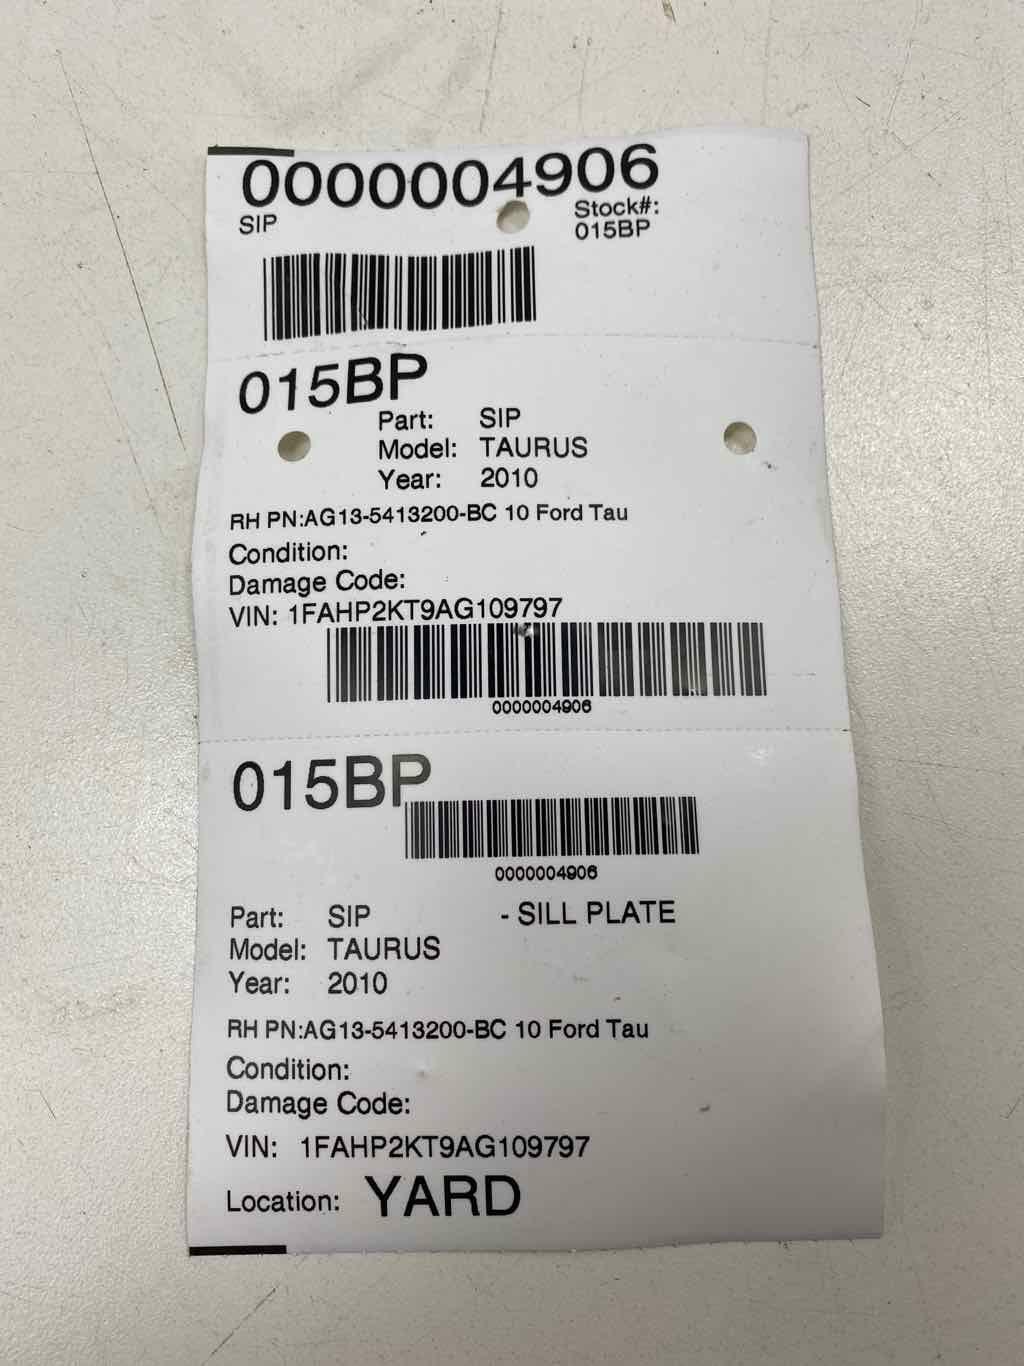 0000004906
SIP
Stock#:
015BP
015BP
Part: SIP
Model: TAURUS
Year: 2010
RH PN:AG13-5413200-BC 10 Ford Tau
Condition:
Damage Code:
VIN: 1FAHP2KT9AG109797
0000004906
015BP
0000004906
Part: SIP - SILL PLATE
Model: TAURUS
Year: 2010
RH PN:AG13-5413200-BC 10 Ford Tau
Condition:
Damage Code:
VIN: 1FAHP2KT9AG109797
Location: YARD